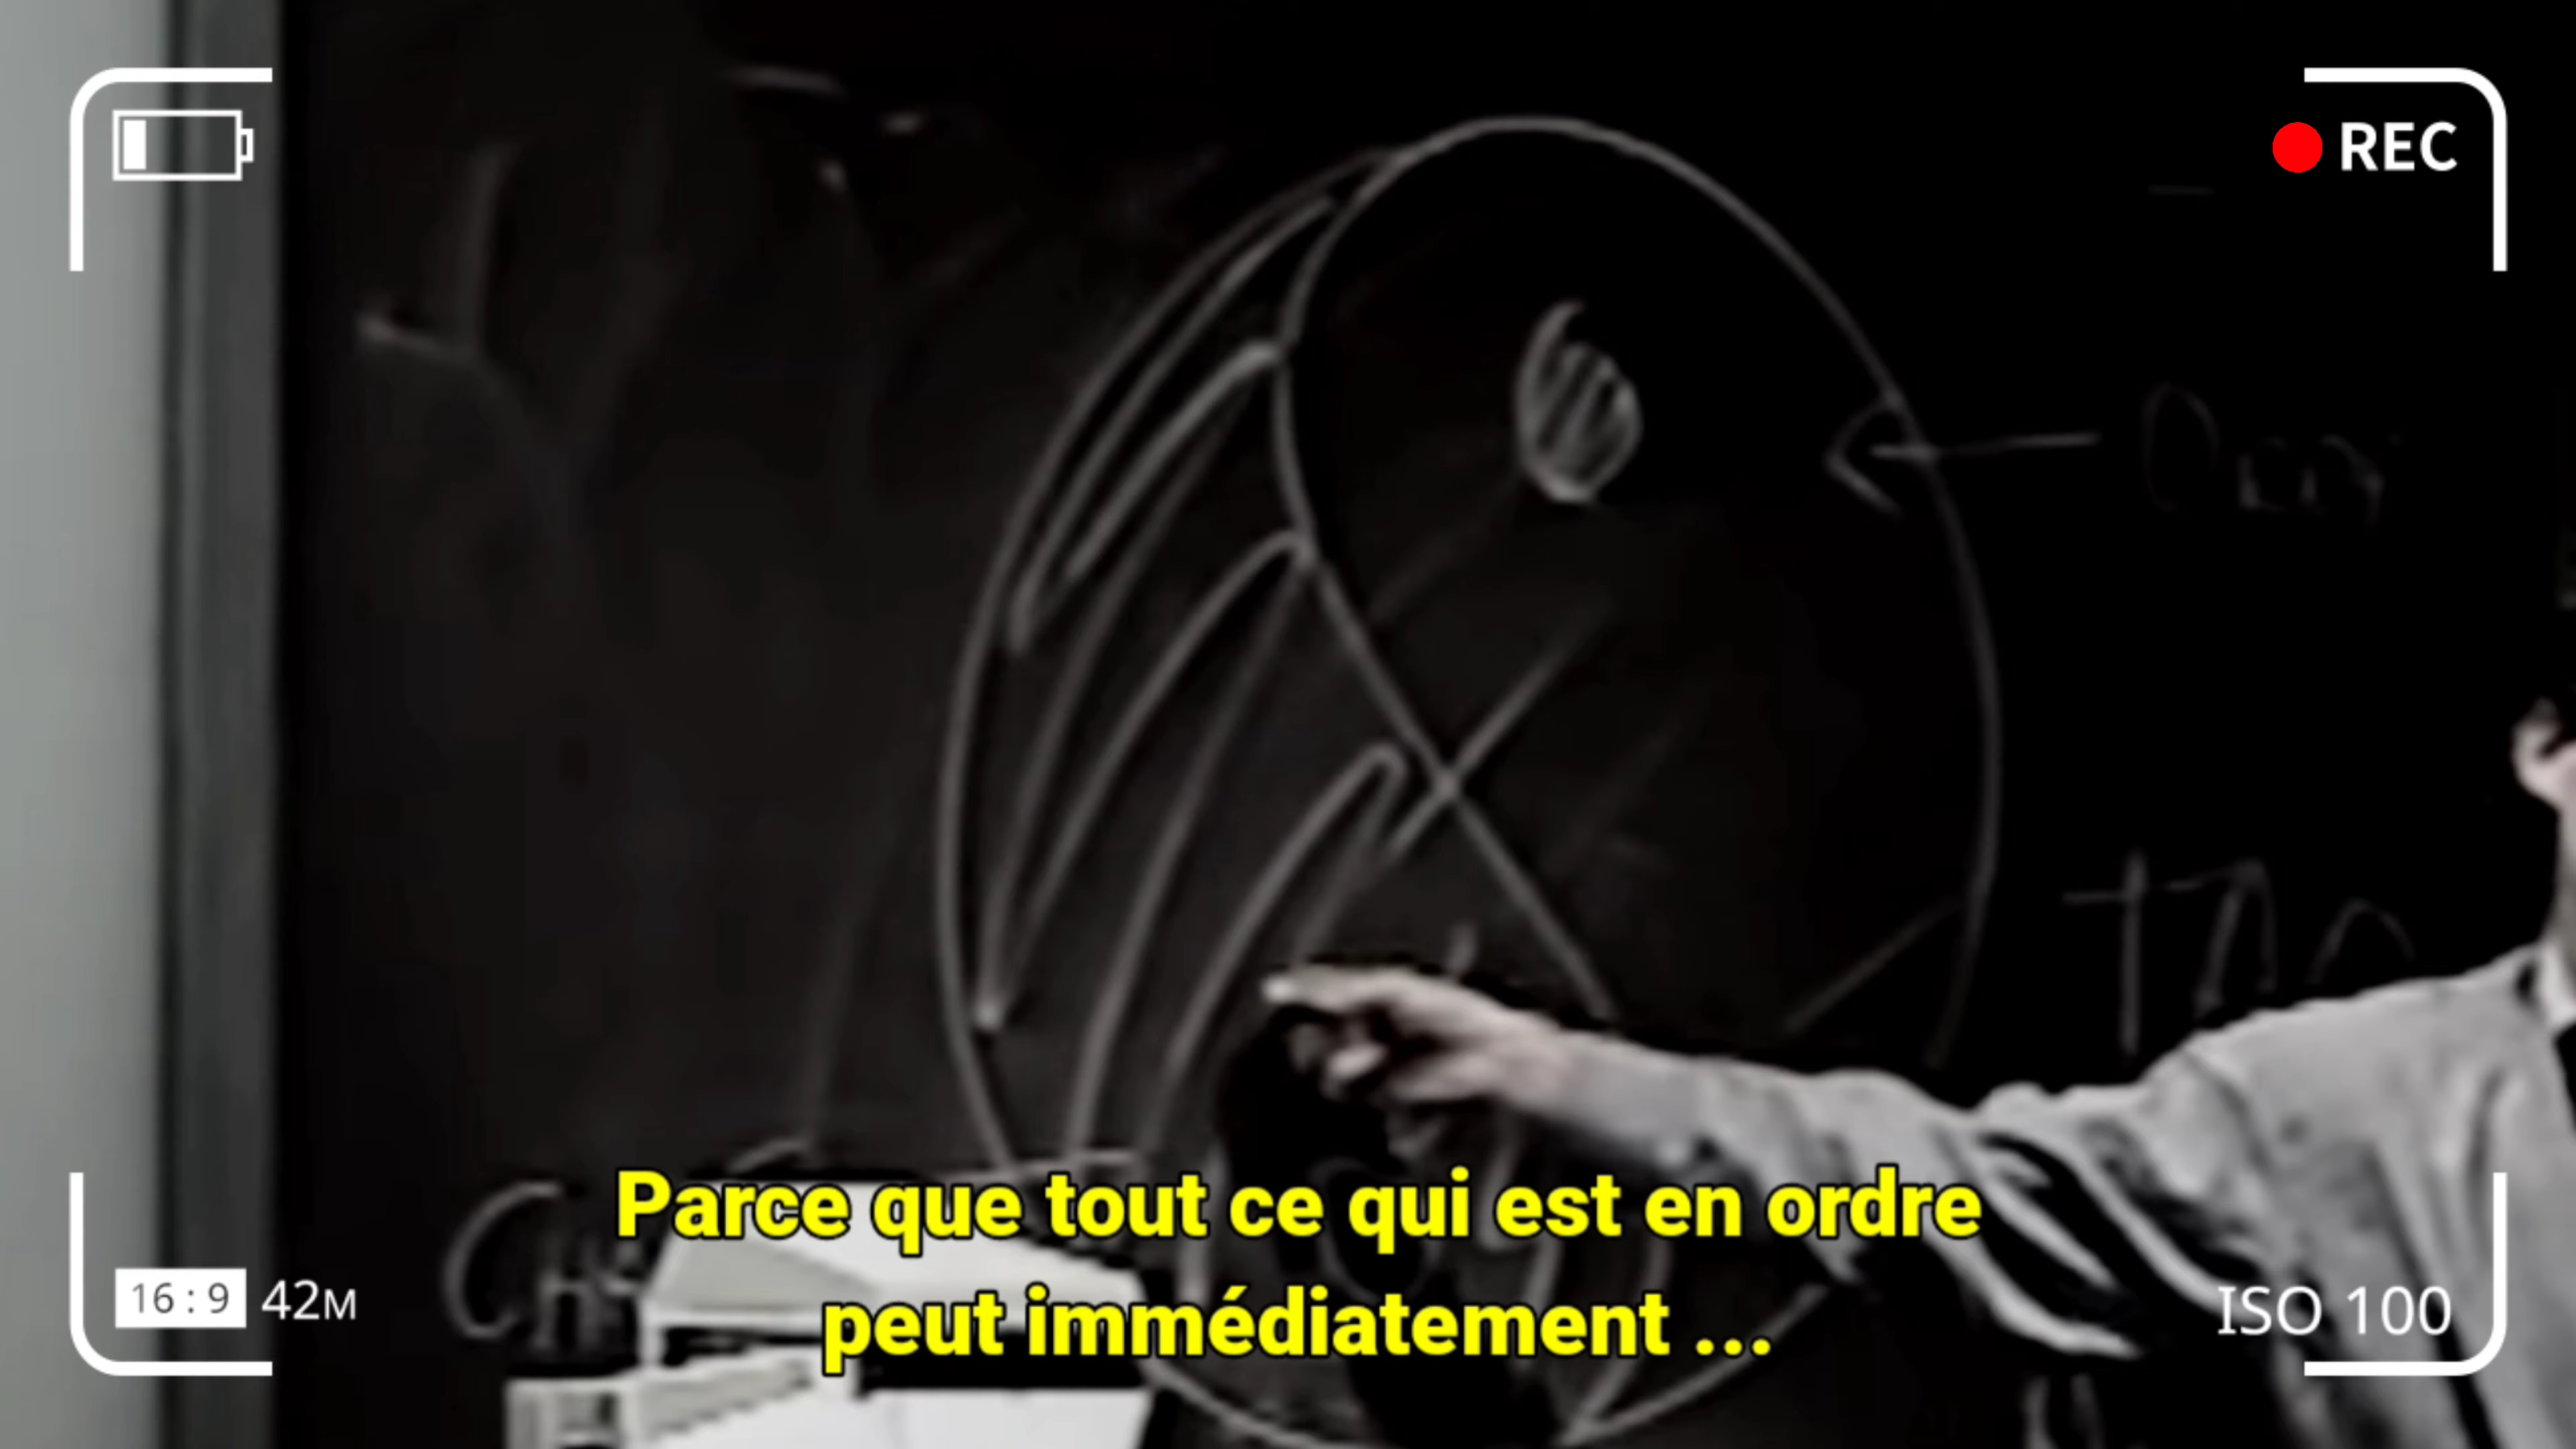 REC
Parce que tout ce qui est en ordre
peut immédiatement ...
16:9 42M
ISO 100